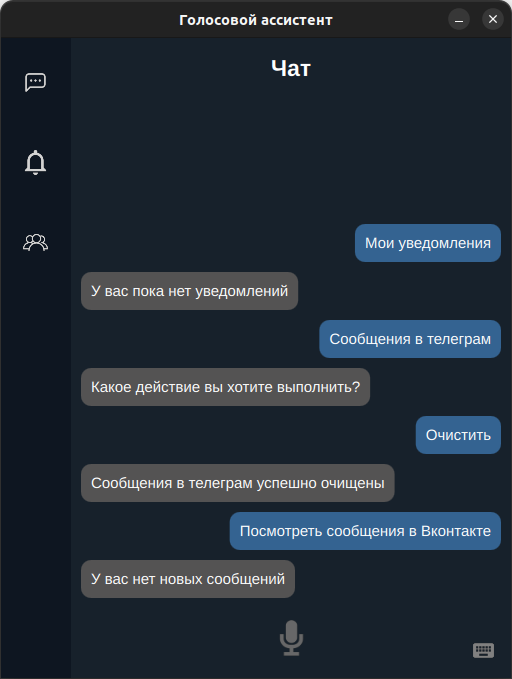 Голосовой ассистент
Чат
Мои уведомления
У вас пока нет уведомлений
Сообщения в телеграм
Какое действие вы хотите выполнить?
Очистить
Сообщения в телеграм успешно очищены
Посмотреть сообщения в Вконтакте
У вас нет новых сообщений